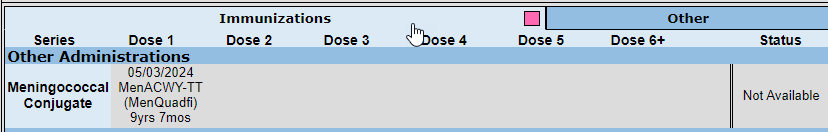 Immunizations Other
Series Dose 1 Dose 2 Dose 3 Dose 4 Dose 5 Dose 6+ Status
Other Administrations
Meningococcal Conjugate 05/03/2024 MenACWY-TT (MenQuadfi) 9yrs 7mos Not Available